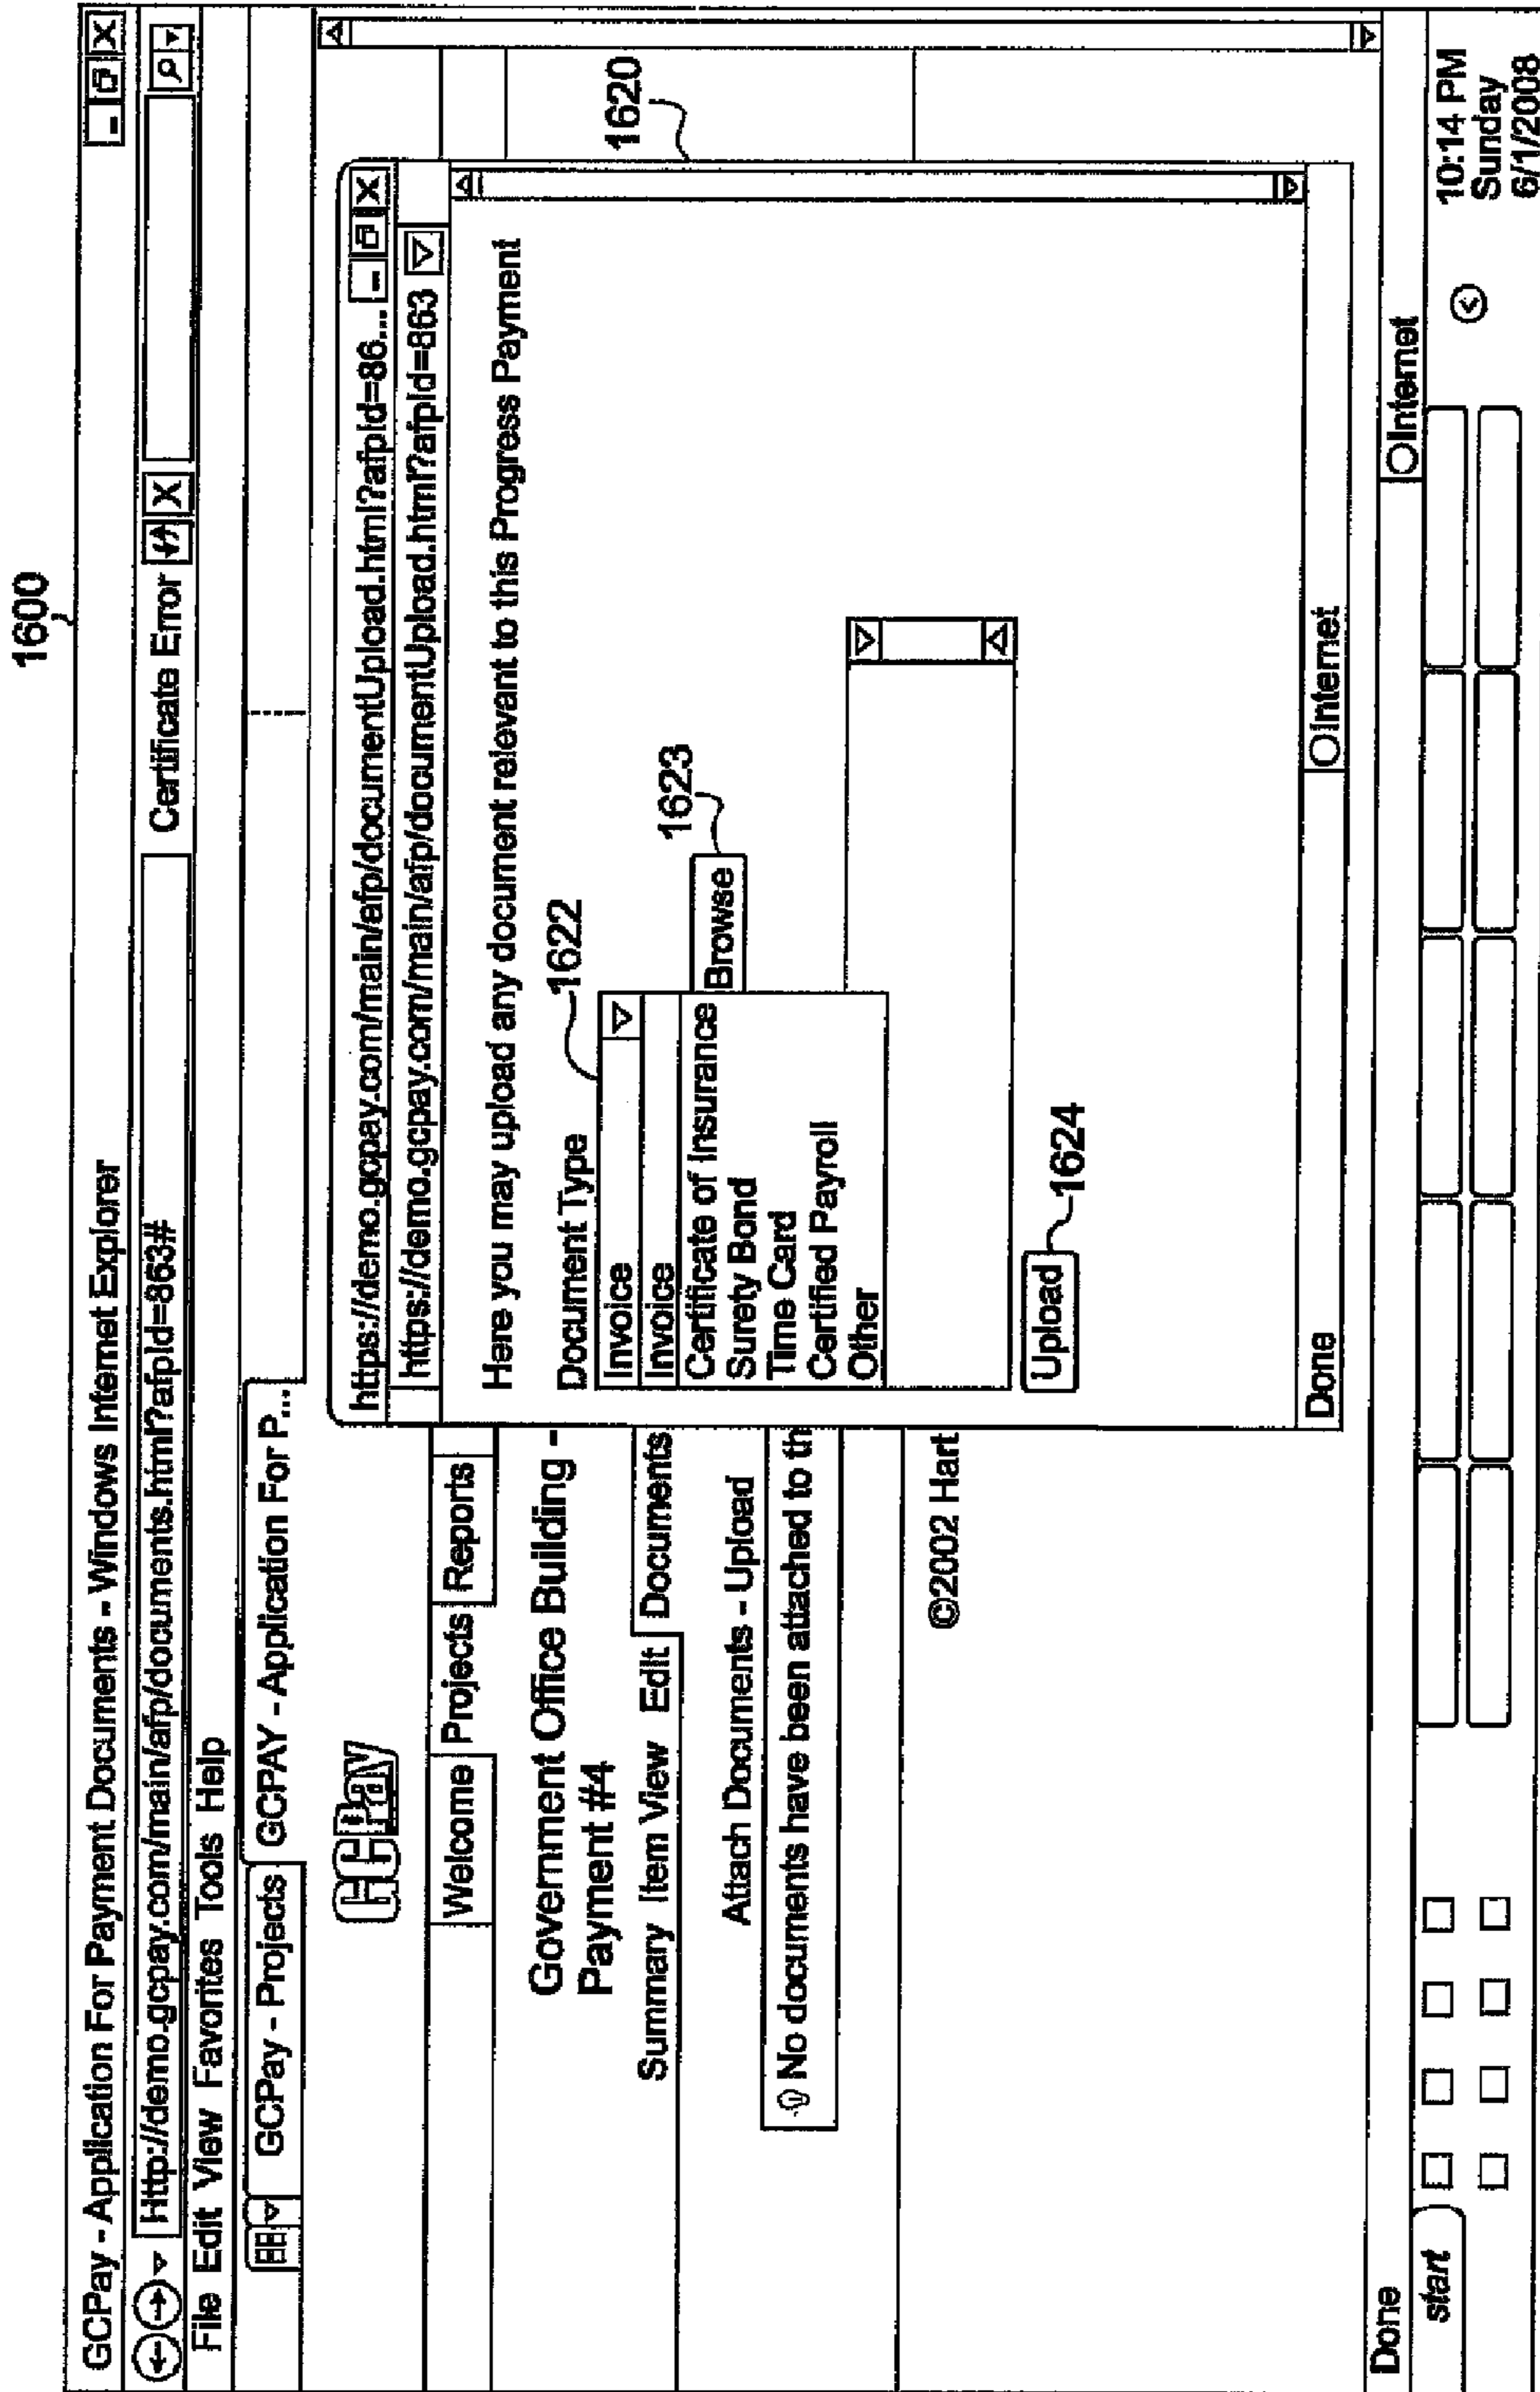 1600
GCPay - Application For Payment Documents - Windows Internet Explorer
Http://demo.gcpay.com/main/afp/documents.html?afpId=863#
Certificate Error
File Edit View Favorites Tools Help
GCPay - Projects
GCPAY - Application For P...
GCPay
https://demo.gcpay.com/main/afp/documentUpload.html?afpId=86...
https://demo.gcpay.com/main/afp/documentUpload.html?afpId=863
Welcome Projects Reports
Here you may upload any document relevant to this Progress Payment
Government Office Building -
Payment #4
1620
Document Type
1622
Summary Item View Edit Documents
Invoice
Invoice
Certificate of Insurance
Surety Bond
Time Card
Certified Payroll
Other
Browse
1623
Attach Documents - Upload
No documents have been attached to th
©2002 Hart
Upload
1624
Done
Internet
Done
Internet
start
10:14 PM
Sunday
6/1/2008